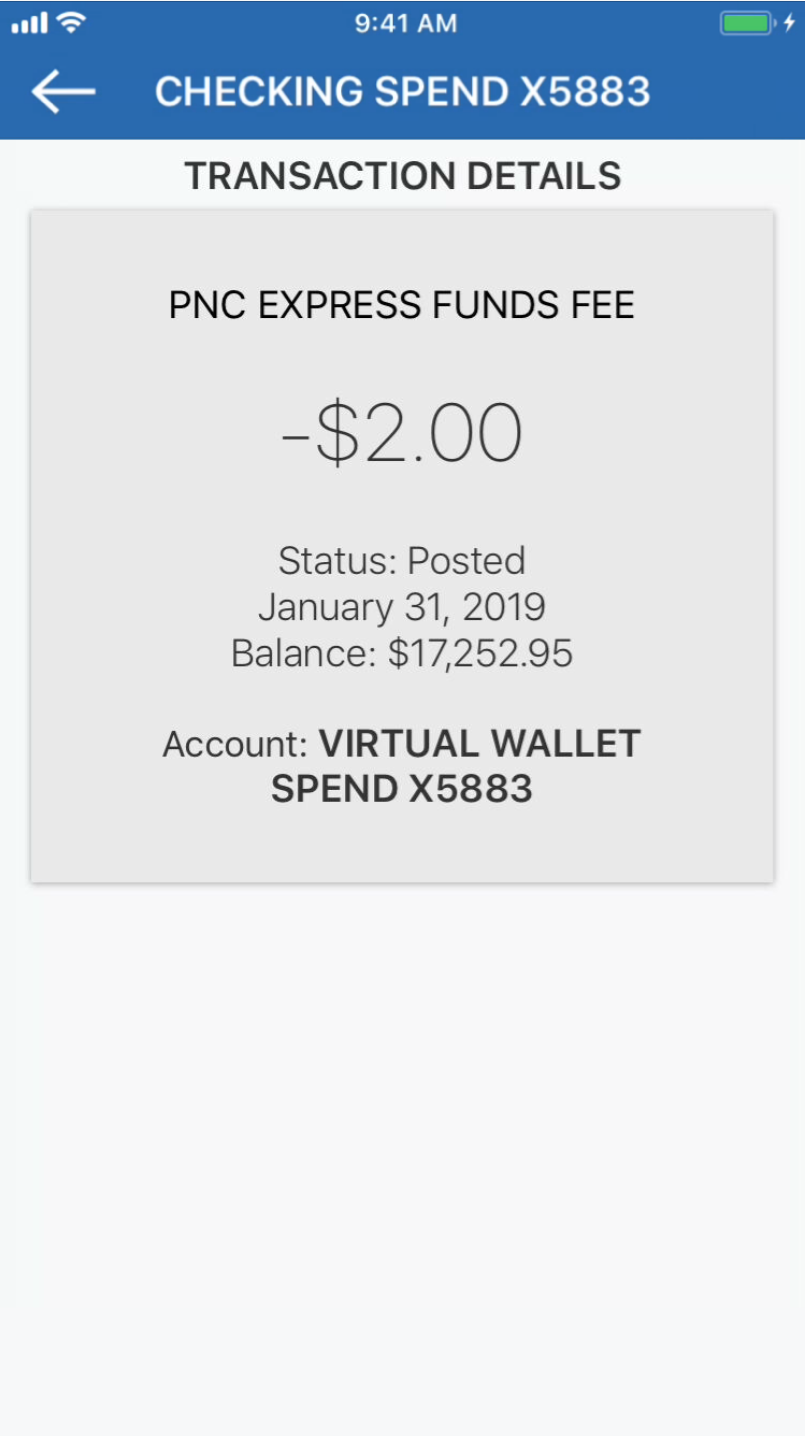 9:41 AM
CHECKING SPEND X5883
TRANSACTION DETAILS
PNC EXPRESS FUNDS FEE
-$2.00
Status: Posted
January 31, 2019
Balance: $17,252.95
Account: VIRTUAL WALLET
SPEND X5883